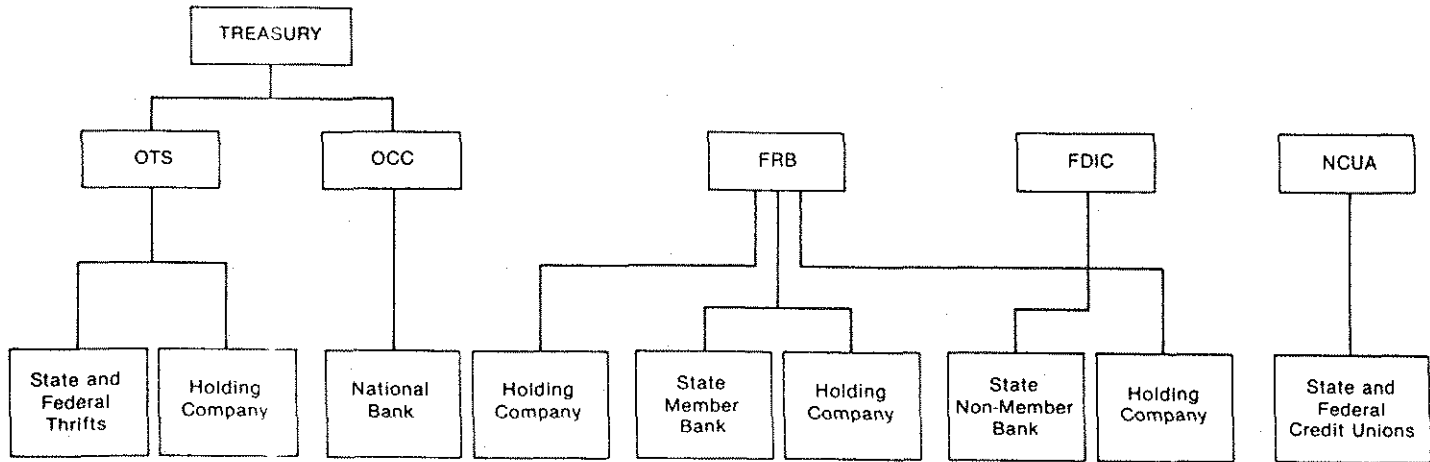 TREASURY
OTS
OCC
FRB
FDIC
NCUA
State and
Federal
Thrifts
Holding
Company
National
Bank
Holding
Company
State
Member
Bank
Holding
Company
State
Non-Member
Bank
Holding
Company
State and
Federal
Credit Unions